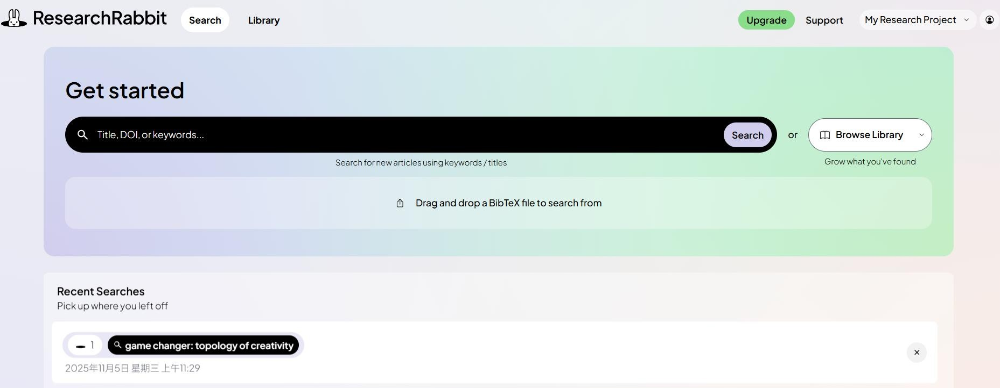 ResearchRabbit Search Library Upgrade Support My Research Project
Get started
Title, DOI, or keywords... Search or Browse Library
Search for new articles using keywords / titles Grow what you've found
Drag and drop a BibTeX file to search from
Recent Searches
Pick up where you left off
1 game changer: topology of creativity
2025年11月5日 星期三 上午11:29